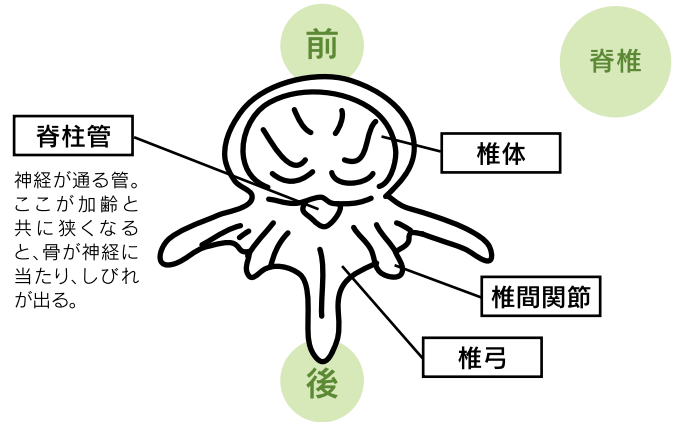 前
脊椎
脊柱管
椎体
神経が通る管。
ここが加齢と
共に狭くなる
と、骨が神経に
当たり、しびれ
が出る。
椎間関節
椎弓
後